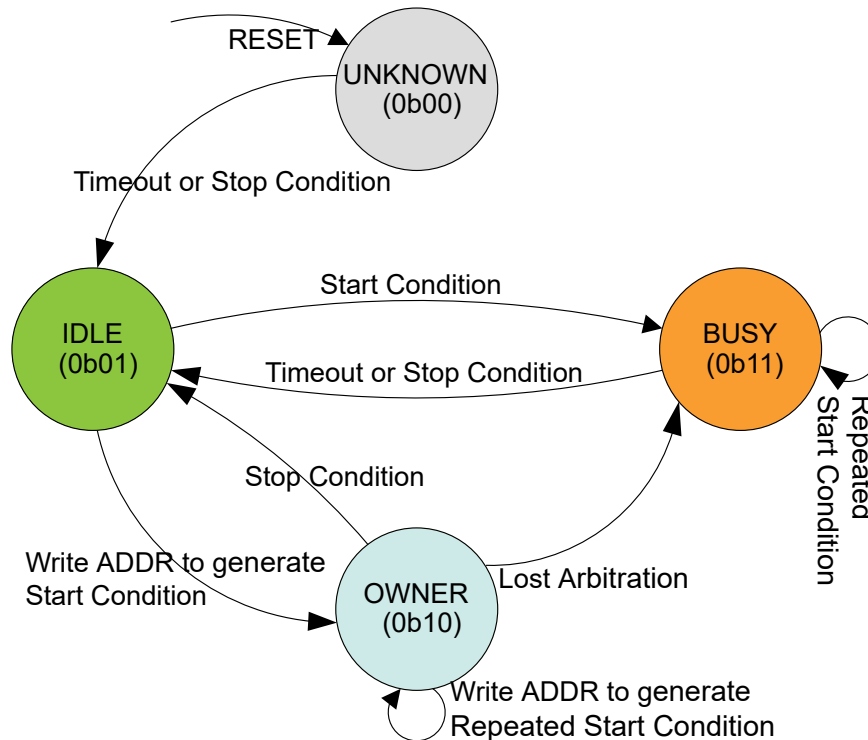 RESET
UNKNOWN
(0b00)
Timeout or Stop Condition
Start Condition
IDLE
(0b01)
BUSY
(0b11)
Timeout or Stop Condition
Repeated
Start Condition
Stop Condition
Write ADDR to generate
Start Condition
Lost Arbitration
OWNER
(0b10)
Write ADDR to generate
Repeated Start Condition